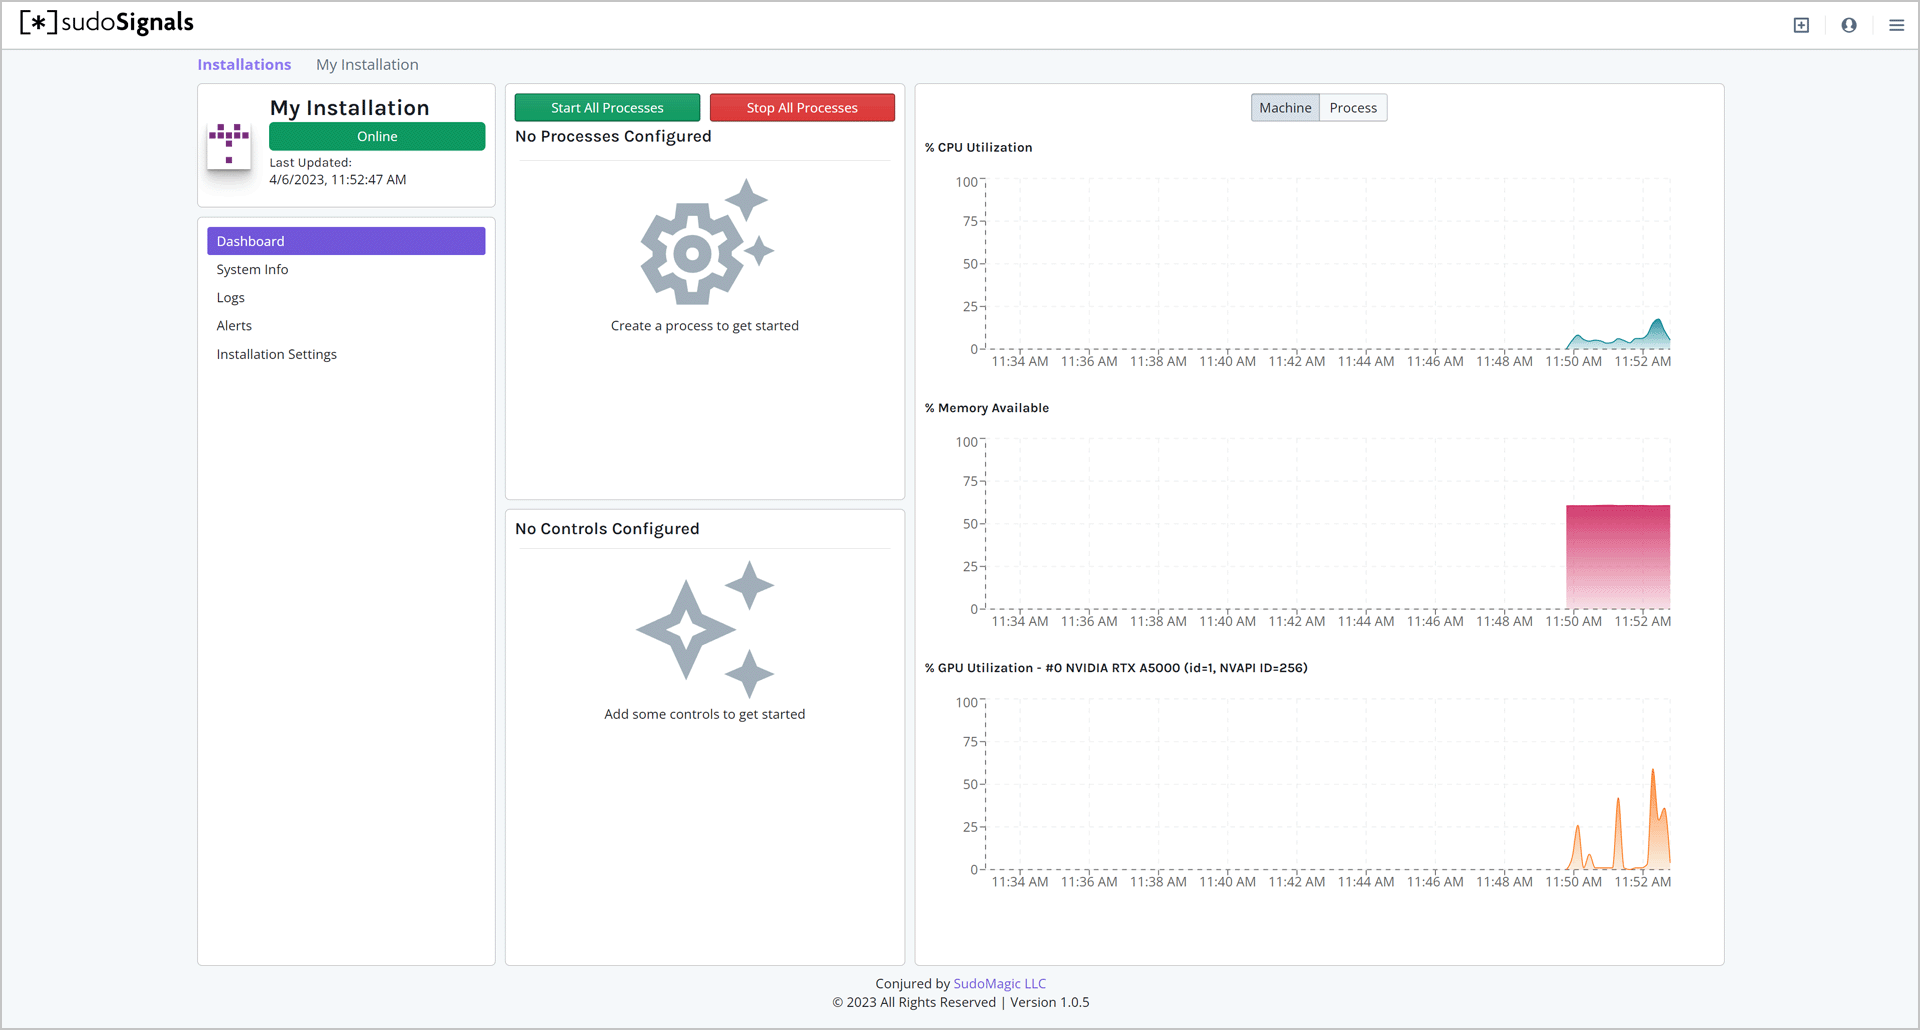 [*]sudoSignals
Installations My Installation
My Installation
Online
Last Updated:
4/6/2023, 11:52:47 AM
Dashboard
System Info
Logs
Alerts
Installation Settings
Start All Processes Stop All Processes
No Processes Configured
Create a process to get started
No Controls Configured
Add some controls to get started
Machine Process
% CPU Utilization
100
75
50
25
0
11:34 AM 11:36 AM 11:38 AM 11:40 AM 11:42 AM 11:44 AM 11:46 AM 11:48 AM 11:50 AM 11:52 AM
% Memory Available
100
75
50
25
0
11:34 AM 11:36 AM 11:38 AM 11:40 AM 11:42 AM 11:44 AM 11:46 AM 11:48 AM 11:50 AM 11:52 AM
% GPU Utilization - #0 NVIDIA RTX A5000 (id=1, NVAPI ID=256)
100
75
50
25
0
11:34 AM 11:36 AM 11:38 AM 11:40 AM 11:42 AM 11:44 AM 11:46 AM 11:48 AM 11:50 AM 11:52 AM
Conjured by SudoMagic LLC
© 2023 All Rights Reserved | Version 1.0.5